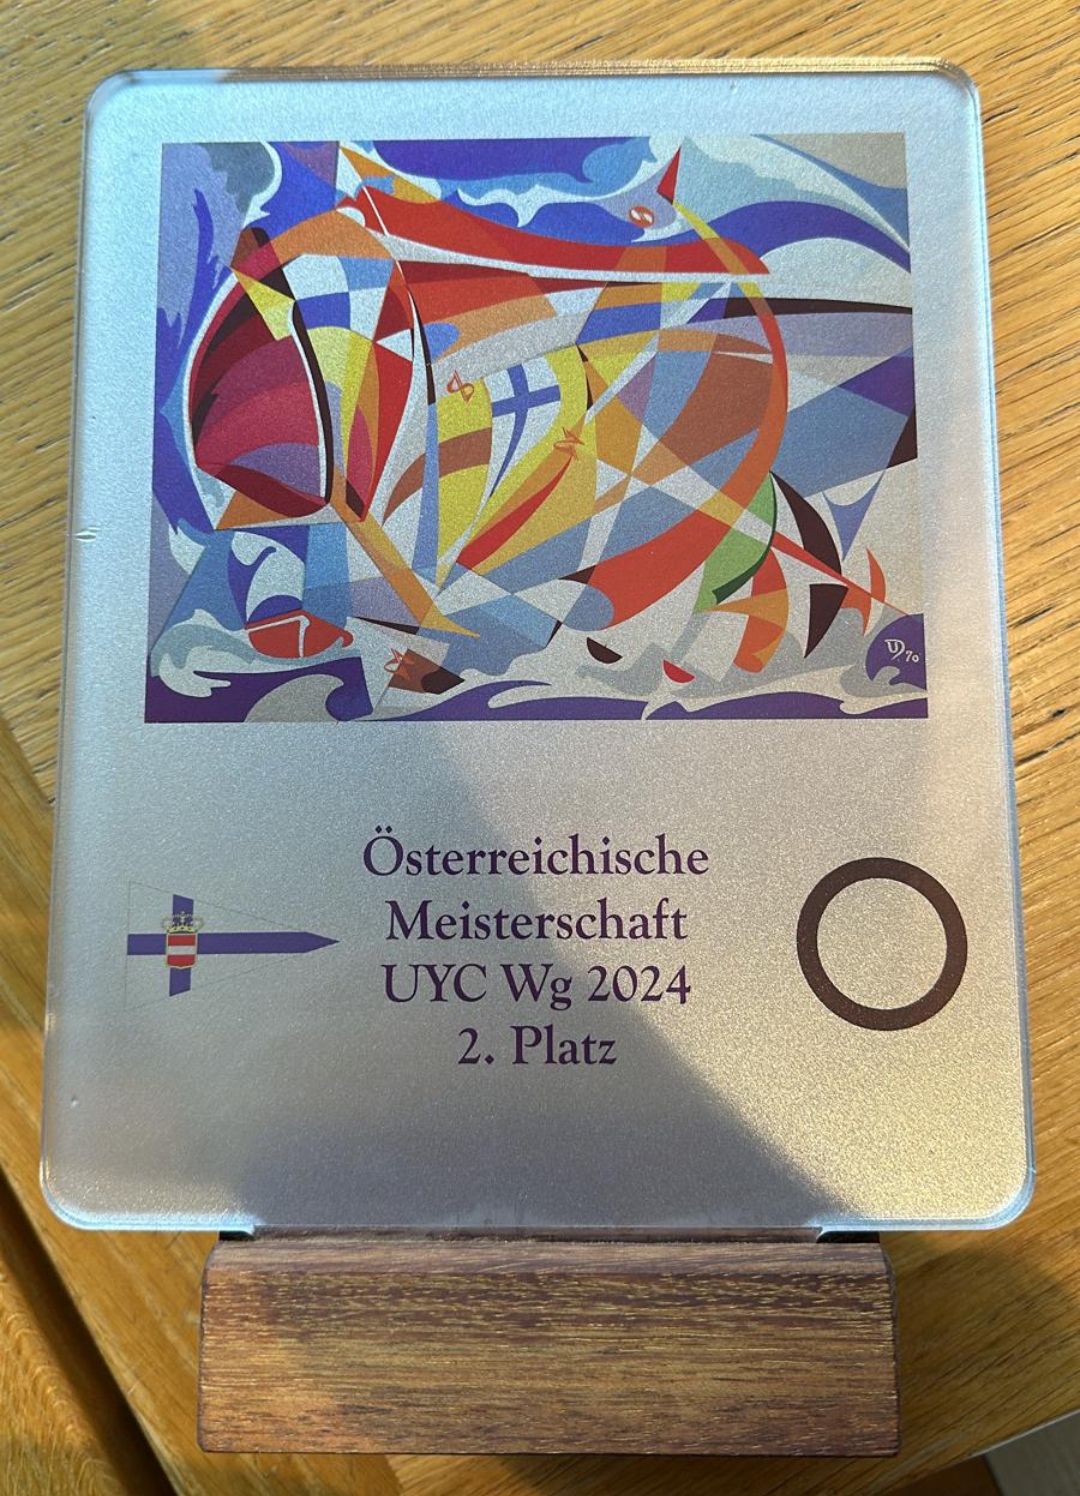 Österreichische
Meisterschaft
UYC Wg 2024
2. Platz